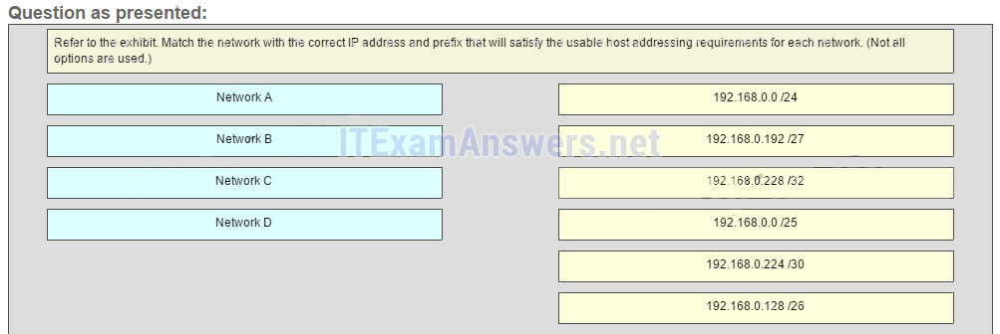 Question as presented:
Refer to the exhibit. Match the network with the correct IP address and prefix that will satisfy the usable host addressing requirements for each network. (Not all
options are used.)
Network A
192.168.0.0 /24
Network B
192.168.0.192 /27
ITExamAnswers.net
Network C
192.168.0.228 /32
Network D
192.168.0.0 /25
192.168.0.224 /30
192.168.0.128 /26